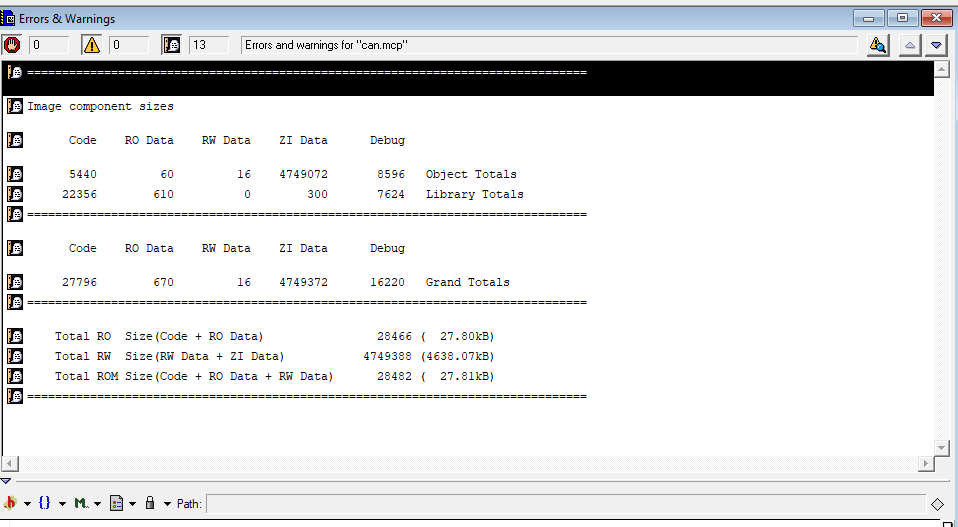 Errors & Warnings
0 0 13 Errors and warnings for "can.mcp"
================================================================================
Image component sizes
Code RO Data RW Data ZI Data Debug
5440 60 16 4749072 8596 Object Totals
22356 610 0 300 7624 Library Totals
================================================================================
Code RO Data RW Data ZI Data Debug
27796 670 16 4749372 16220 Grand Totals
================================================================================
Total RO Size(Code + RO Data) 28466 ( 27.80kB)
Total RW Size(RW Data + ZI Data) 4749388 (4638.07kB)
Total ROM Size(Code + RO Data + RW Data) 28482 ( 27.81kB)
================================================================================
h {} M. Path: